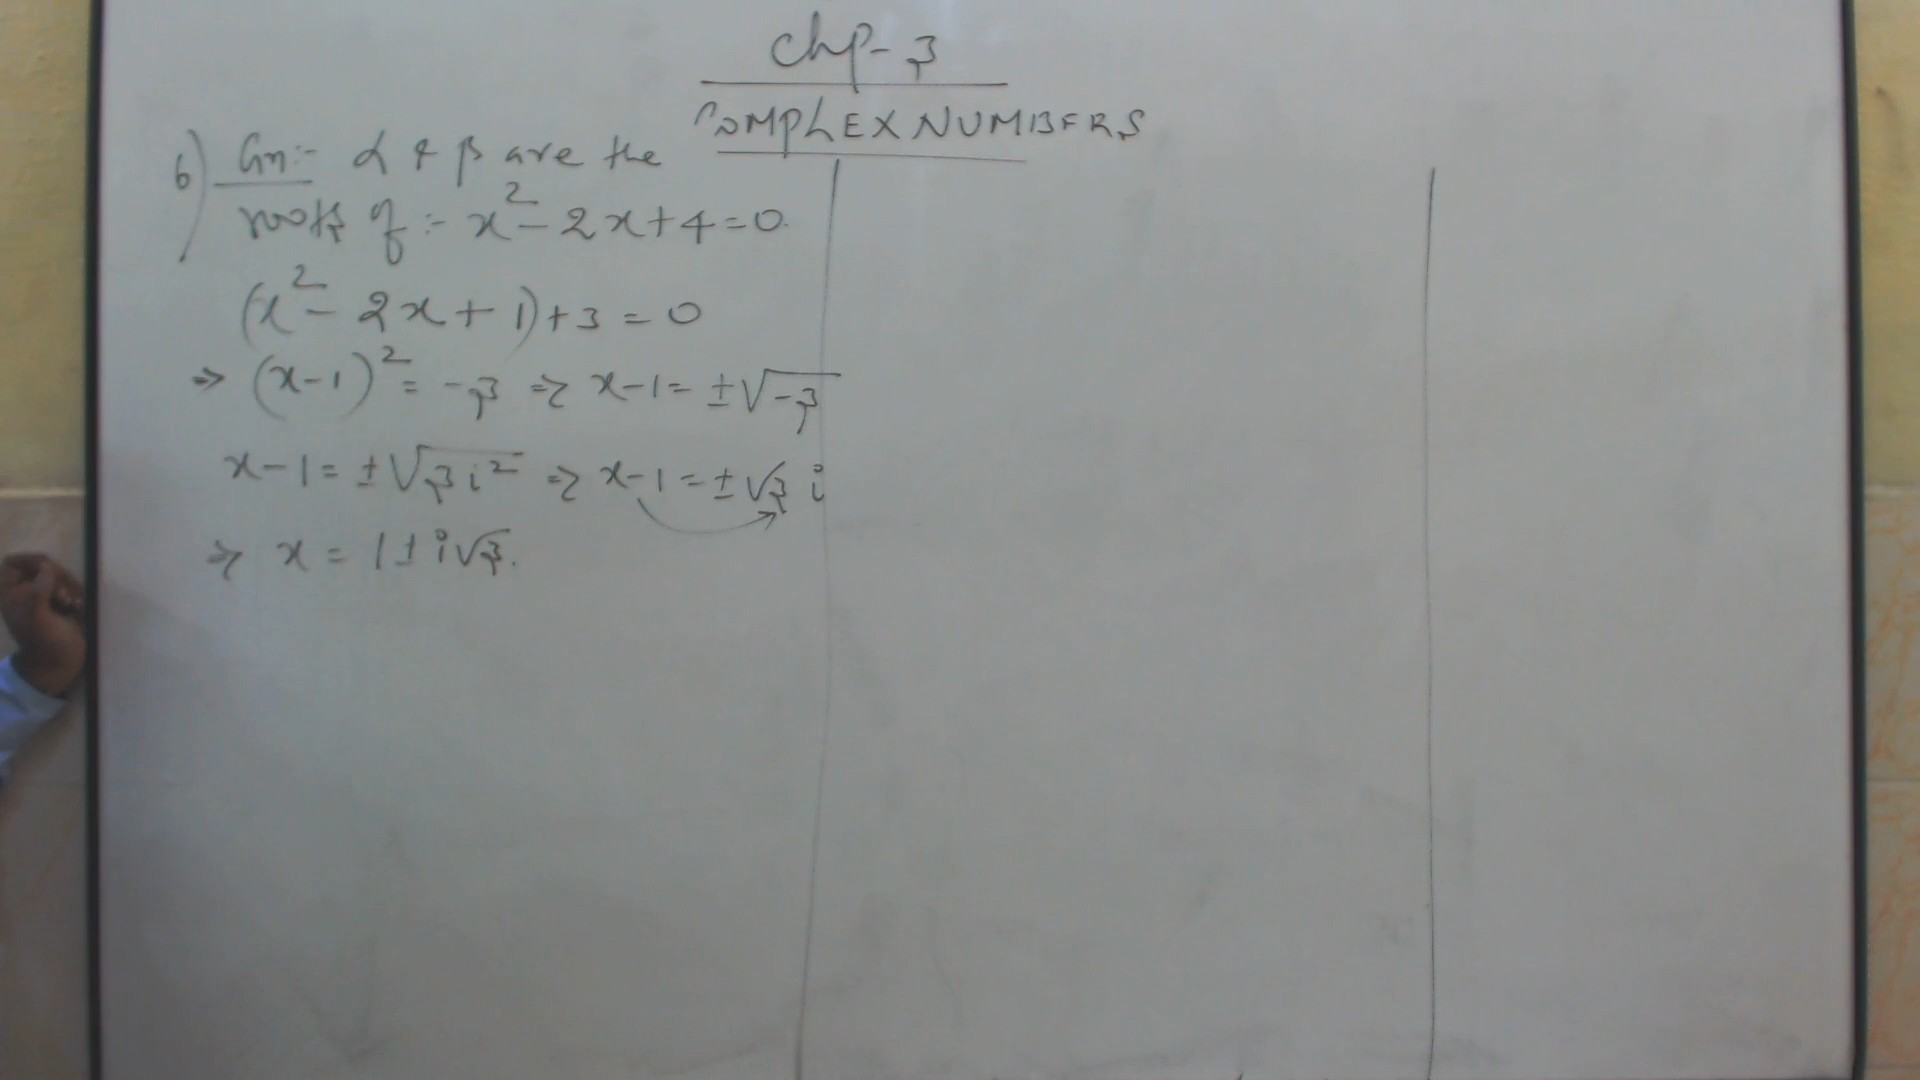 Chp-3
COMPLEX NUMBERS
6) Gn:- α & β are the
roots of :- x² - 2x + 4 = 0.
(x² - 2x + 1) + 3 = 0
⇒ (x-1)² = -3 ⇒ x-1 = ±√-3
x-1 = ±√3i² ⇒ x-1 = ±√3 i
⇒ x = 1 ± i√3.